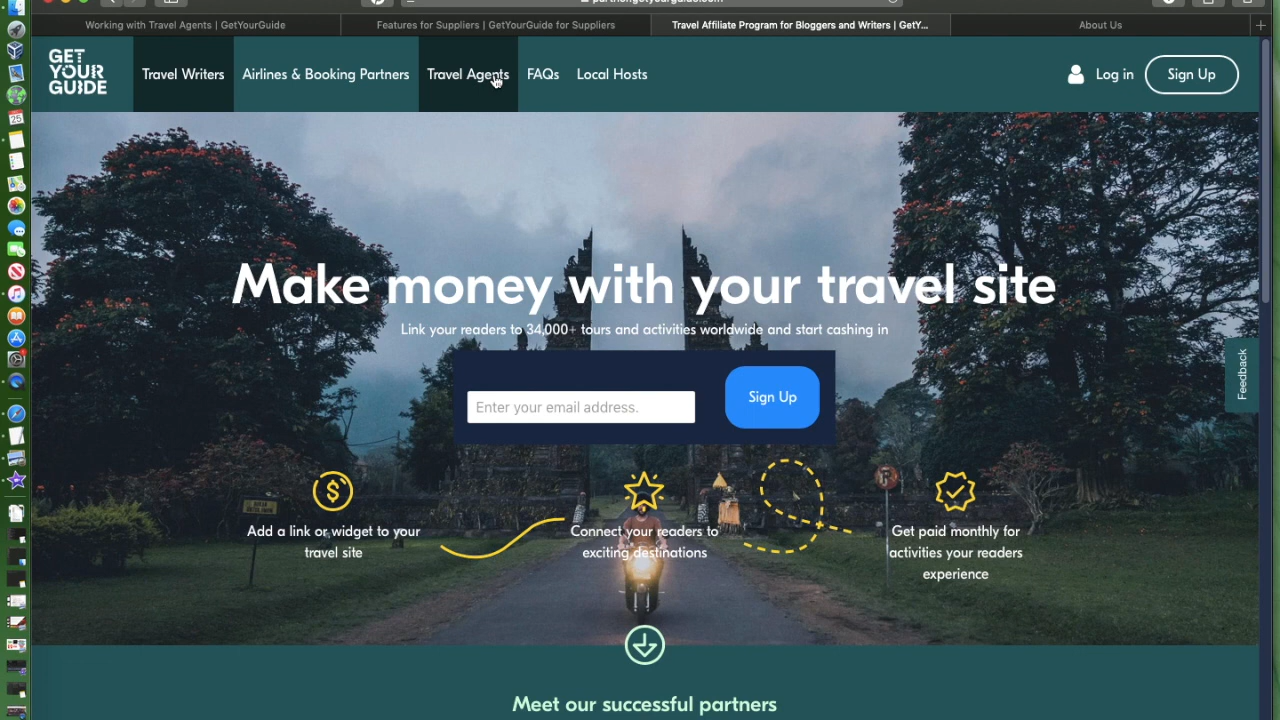 partner.getyourguide.com
Working with Travel Agents | GetYourGuide
Features for Suppliers | GetYourGuide for Suppliers
Travel Affiliate Program for Bloggers and Writers | GetY...
About Us
GET
YOUR
GUIDE
Travel Writers
Airlines & Booking Partners
Travel Agents
FAQs
Local Hosts
Log in
Sign Up
Make money with your travel site
Link your readers to 34,000+ tours and activities worldwide and start cashing in
Enter your email address.
Sign Up
Feedback
Add a link or widget to your
travel site
Connect your readers to
exciting destinations
Get paid monthly for
activities your readers
experience
Meet our successful partners
25